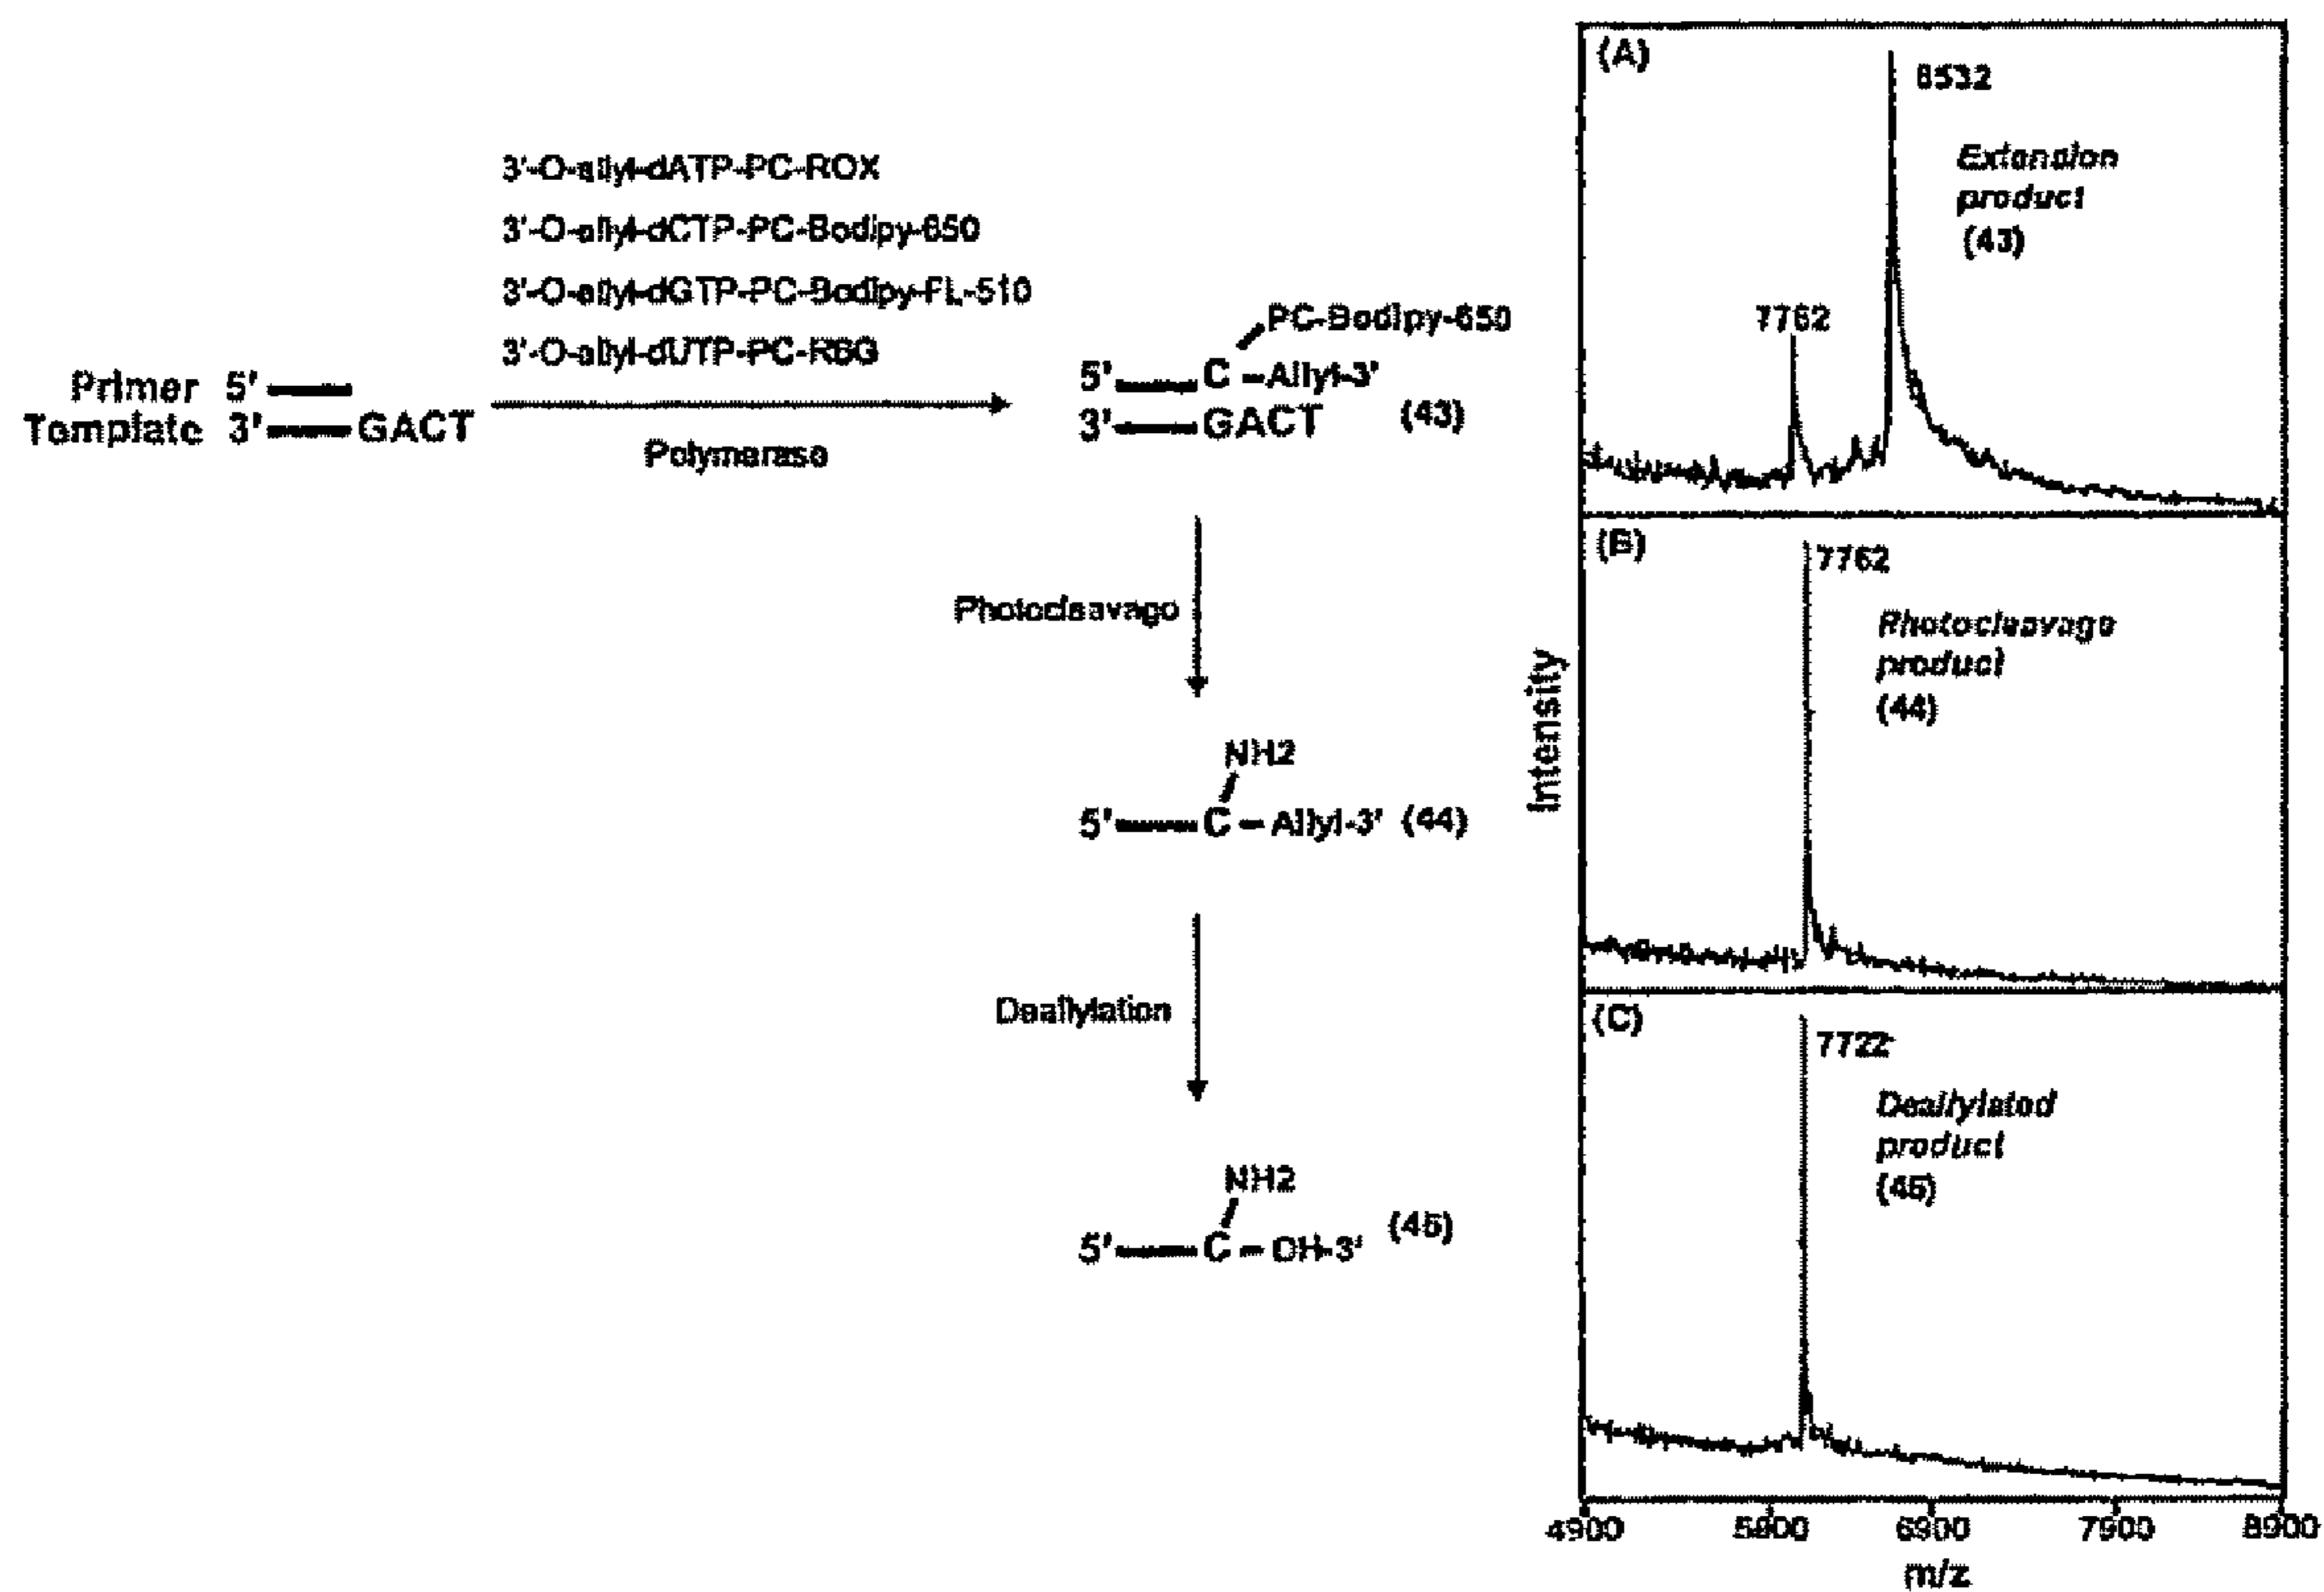 3'-O-allyl-dATP-PC-ROX
3'-O-allyl-dCTP-PC-Bodipy-650
3'-O-allyl-dGTP-PC-Bodipy-FL-510
3'-O-allyl-dUTP-PC-R6G
Primer 5'
Template 3' GACT
Polymerase
PC-Bodipy-650
5' C -Allyl-3'
3' GACT (43)
Photocleavage
NH2
5' C - Allyl-3' (44)
Deallylation
NH2
5' C - OH-3' (45)
Intensity
(A)
8532
Extension
product
(43)
7762
(B)
7762
Photocleavage
product
(44)
(C)
7722
Deallylated
product
(45)
4900 5900 6900 7900 8900
m/z